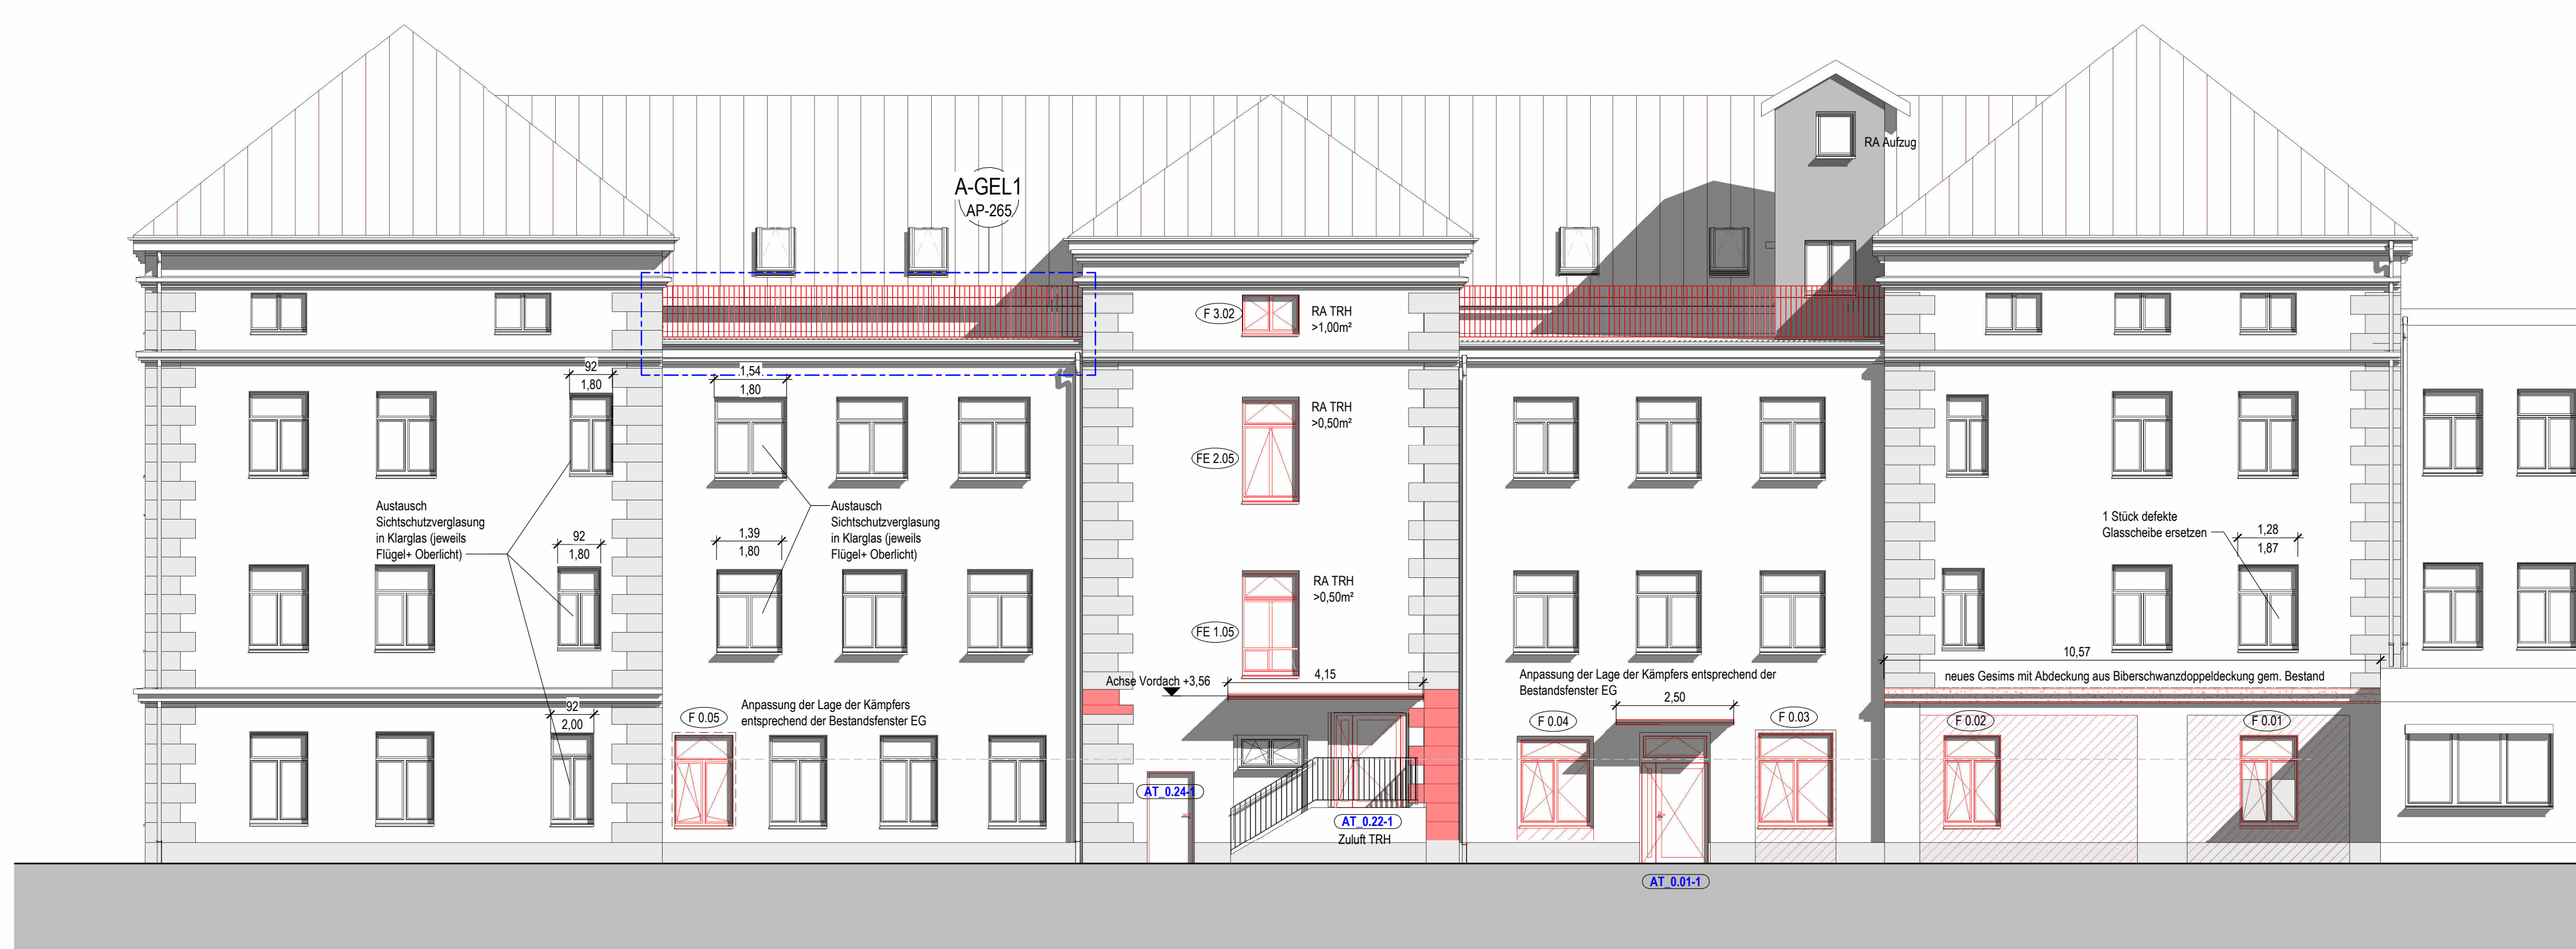 RA Aufzug
A-GEL1
AP-265
F 3.02
RA TRH
>1,00m²
92
1,80
1,54
1,80
RA TRH
>0,50m²
FE 2.05
Austausch
Sichtschutzverglasung
in Klarglas (jeweils
Flügel+ Oberlicht)
92
1,80
Austausch
Sichtschutzverglasung
in Klarglas (jeweils
Flügel+ Oberlicht)
1,39
1,80
1 Stück defekte
Glasscheibe ersetzen
1,28
1,87
RA TRH
>0,50m²
FE 1.05
10,57
neues Gesims mit Abdeckung aus Biberschwanzdoppeldeckung gem. Bestand
Achse Vordach +3,56
4,15
Anpassung der Lage der Kämpfers entsprechend der
Bestandsfenster EG
2,50
92
2,00
F 0.05
Anpassung der Lage der Kämpfers
entsprechend der Bestandsfenster EG
F 0.04
F 0.03
F 0.02
F 0.01
AT_0.24-1
AT_0.22-1
Zuluft TRH
AT_0.01-1